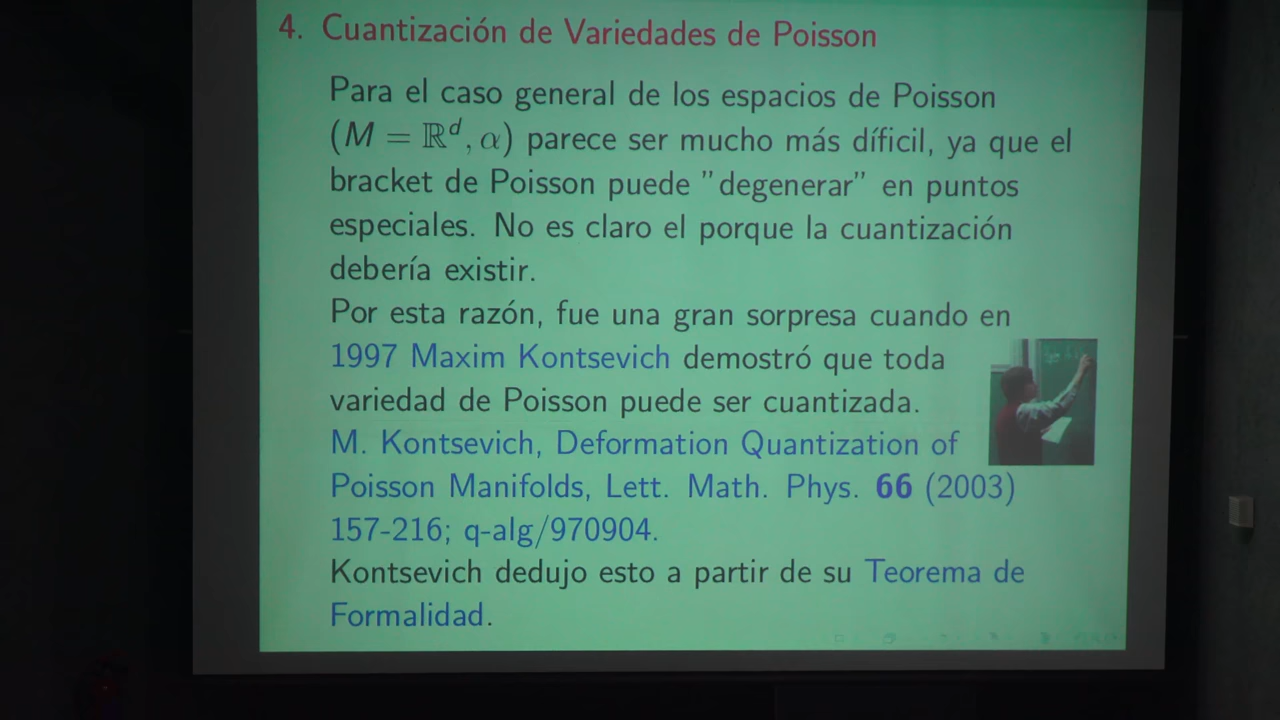 4. Cuantización de Variedades de Poisson
Para el caso general de los espacios de Poisson
(M = ℝᵈ, α) parece ser mucho más díficil, ya que el
bracket de Poisson puede "degenerar" en puntos
especiales. No es claro el porque la cuantización
debería existir.
Por esta razón, fue una gran sorpresa cuando en
1997 Maxim Kontsevich demostró que toda
variedad de Poisson puede ser cuantizada.
M. Kontsevich, Deformation Quantization of
Poisson Manifolds, Lett. Math. Phys. 66 (2003)
157-216; q-alg/970904.
Kontsevich dedujo esto a partir de su Teorema de
Formalidad.